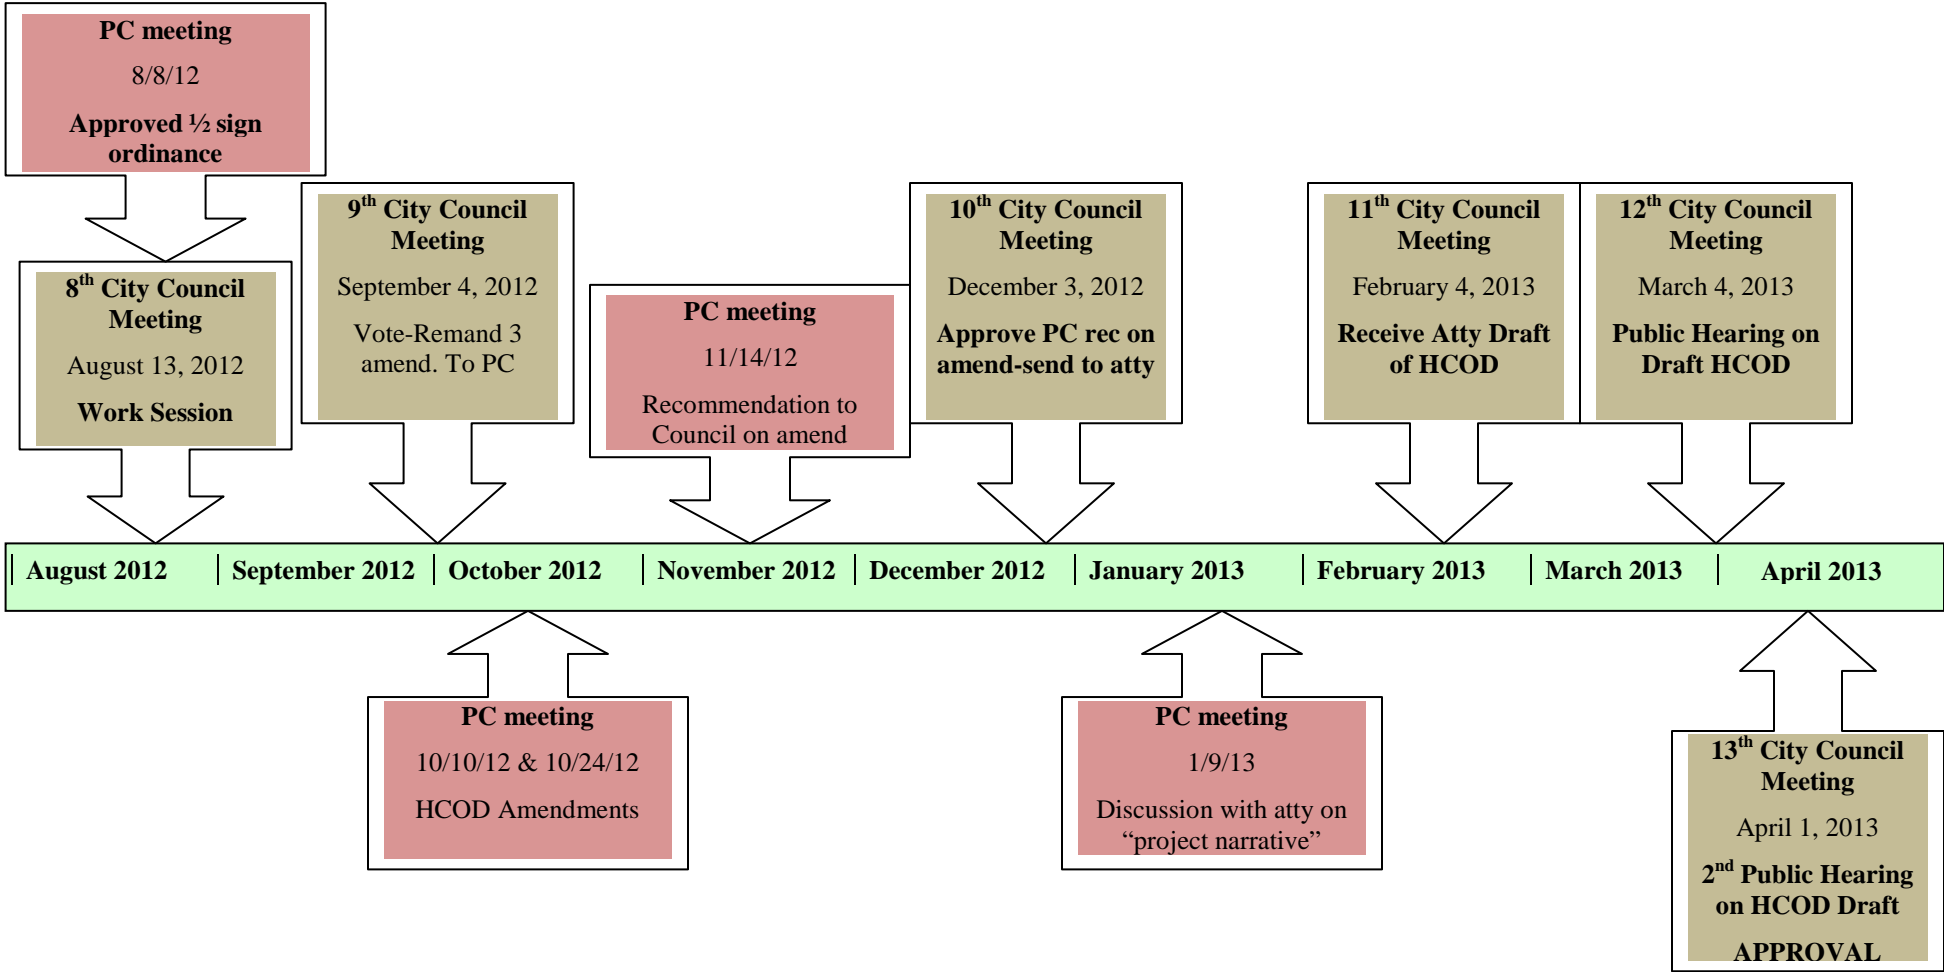 PC meeting
8/8/12
Approved ½ sign
ordinance
8th City Council
Meeting
August 13, 2012
Work Session
9th City Council
Meeting
September 4, 2012
Vote-Remand 3
amend. To PC
PC meeting
11/14/12
Recommendation to
Council on amend
10th City Council
Meeting
December 3, 2012
Approve PC rec on
amend-send to atty
11th City Council
Meeting
February 4, 2013
Receive Atty Draft
of HCOD
12th City Council
Meeting
March 4, 2013
Public Hearing on
Draft HCOD
August 2012
September 2012
October 2012
November 2012
December 2012
January 2013
February 2013
March 2013
April 2013
PC meeting
10/10/12 & 10/24/12
HCOD Amendments
PC meeting
1/9/13
Discussion with atty on
“project narrative”
13th City Council
Meeting
April 1, 2013
2nd Public Hearing
on HCOD Draft
APPROVAL